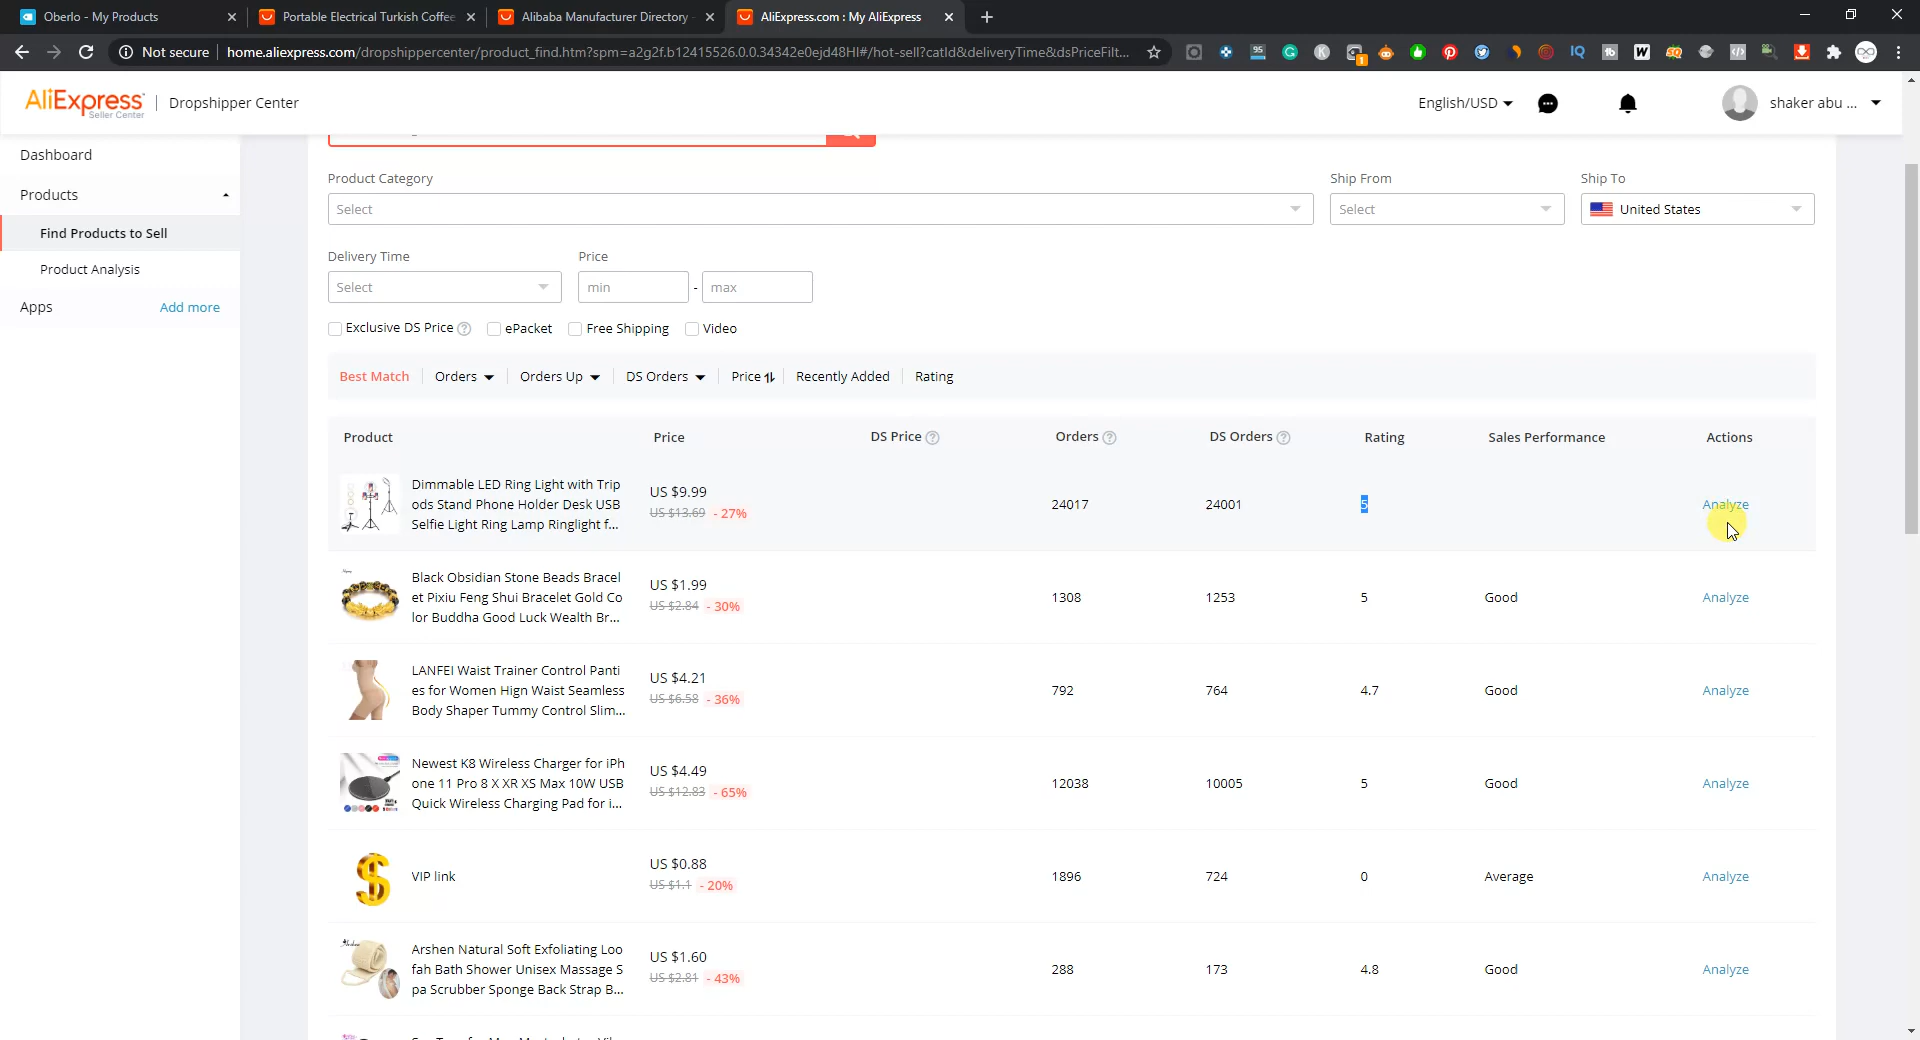 Oberlo - My Products
Portable Electrical Turkish Coffee
Alibaba Manufacturer Directory -
AliExpress.com : My AliExpress
Not secure
home.aliexpress.com/dropshippercenter/product_find.htm?spm=a2g2f.b12415526.0.0.34342e0ejd48HI#/hot-sell?catId&deliveryTime&dsPriceFilt...
AliExpress
Seller Center
Dropshipper Center
English/USD
shaker abu ...
Dashboard
Products
Find Products to Sell
Product Analysis
Apps
Add more
Product Category
Ship From
Ship To
Select
Select
United States
Delivery Time
Price
Select
min
-
max
Exclusive DS Price
ePacket
Free Shipping
Video
Best Match
Orders
Orders Up
DS Orders
Price
Recently Added
Rating
Product
Price
DS Price
Orders
DS Orders
Rating
Sales Performance
Actions
Dimmable LED Ring Light with Trip
ods Stand Phone Holder Desk USB
Selfie Light Ring Lamp Ringlight f...
US $9.99
US $13.69 - 27%
24017
24001
5
Analyze
Black Obsidian Stone Beads Bracel
et Pixiu Feng Shui Bracelet Gold Co
lor Buddha Good Luck Wealth Br...
US $1.99
US $2.84 - 30%
1308
1253
5
Good
Analyze
LANFEI Waist Trainer Control Panti
es for Women Hign Waist Seamless
Body Shaper Tummy Control Slim...
US $4.21
US $6.58 - 36%
792
764
4.7
Good
Analyze
Newest K8 Wireless Charger for iPh
one 11 Pro 8 X XR XS Max 10W USB
Quick Wireless Charging Pad for i...
US $4.49
US $12.83 - 65%
12038
10005
5
Good
Analyze
VIP link
US $0.88
US $1.1 - 20%
1896
724
0
Average
Analyze
Arshen Natural Soft Exfoliating Loo
fah Bath Shower Unisex Massage S
pa Scrubber Sponge Back Strap B...
US $1.60
US $2.81 - 43%
288
173
4.8
Good
Analyze